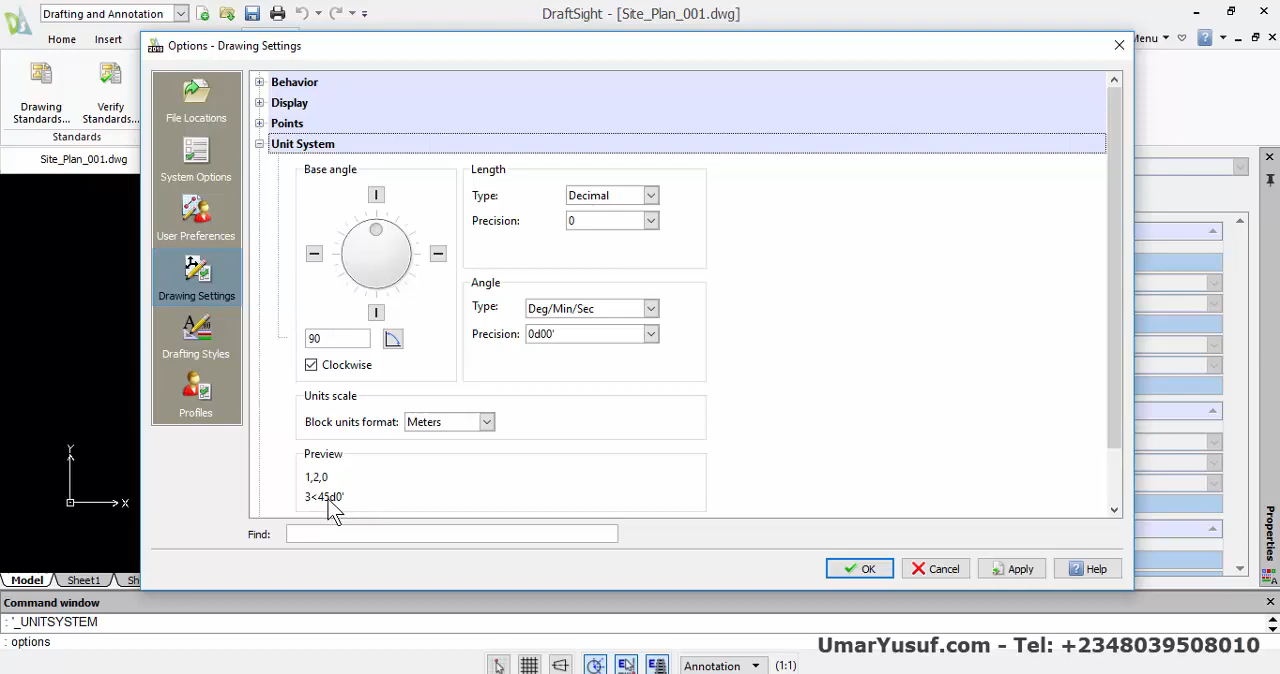 Drafting and Annotation
DraftSight - [Site_Plan_001.dwg]
Home
Insert
Menu
Options - Drawing Settings
Drawing
Standards...
Verify
Standards...
Standards
Site_Plan_001.dwg
File Locations
System Options
User Preferences
Drawing Settings
Drafting Styles
Profiles
Behavior
Display
Points
Unit System
Base angle
90
Clockwise
Length
Type: Decimal
Precision: 0
Angle
Type: Deg/Min/Sec
Precision: 0d00'
Units scale
Block units format: Meters
Preview
1,2,0
3<45d0'
Find:
OK
Cancel
Apply
Help
Y
X
Properties
Model
Sheet1
Sh
Command window
: '_UNITSYSTEM
: options
UmarYusuf.com - Tel: +2348039508010
Annotation
(1:1)